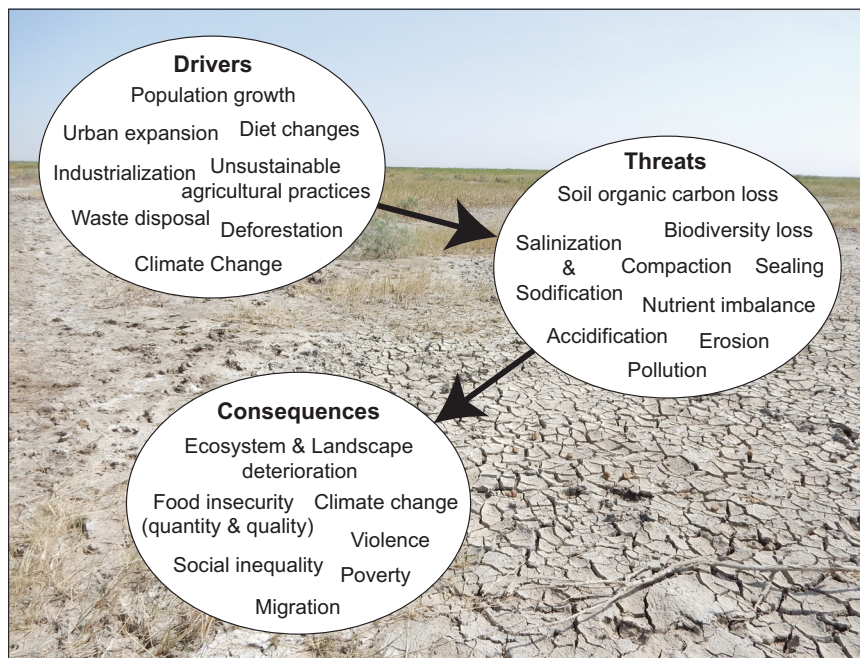 Drivers
Population growth
Urban expansion
Diet changes
Industrialization
Unsustainable
agricultural practices
Waste disposal
Deforestation
Climate Change
Threats
Soil organic carbon loss
Biodiversity loss
Salinization
&
Sodification
Compaction
Sealing
Nutrient imbalance
Accidification
Erosion
Pollution
Consequences
Ecosystem & Landscape
deterioration
Food insecurity
(quantity & quality)
Climate change
Violence
Social inequality
Poverty
Migration